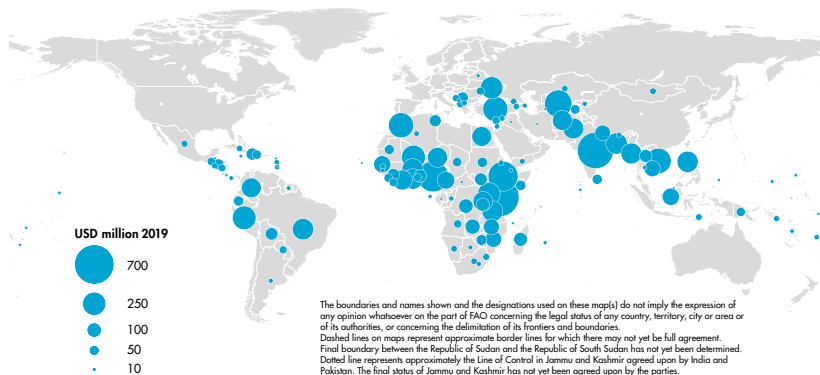 USD million 2019
700
250
100
50
10
The boundaries and names shown and the designations used on these map(s) do not imply the expression of
any opinion whatsoever on the part of FAO concerning the legal status of any country, territory, city or area or
of its authorities, or concerning the delimitation of its frontiers and boundaries.
Dashed lines on maps represent approximate border lines for which there may not yet be full agreement.
Final boundary between the Republic of Sudan and the Republic of South Sudan has not yet been determined.
Dotted line represents approximately the Line of Control in Jammu and Kashmir agreed upon by India and
Pakistan. The final status of Jammu and Kashmir has not yet been agreed upon by the parties.